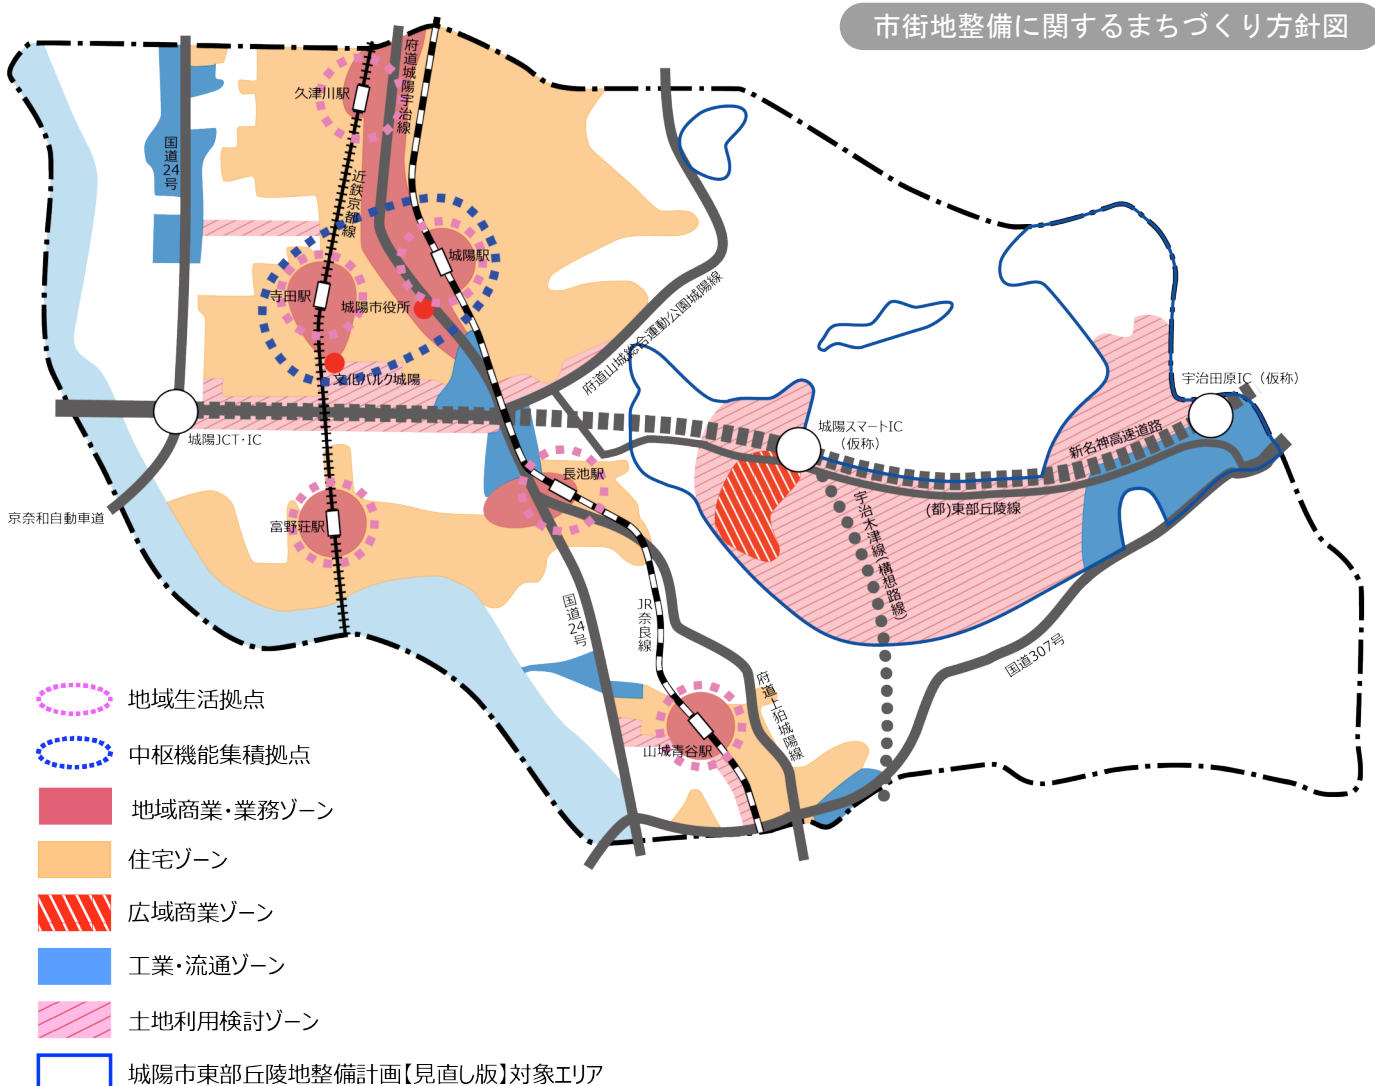 市街地整備に関するまちづくり方針図
府道城陽宇治線
久津川駅
国道24号
近鉄京都線
城陽駅
寺田駅
城陽市役所
府道山城総合運動公園城陽線
文化パルク城陽
宇治田原IC（仮称）
城陽JCT・IC
城陽スマートIC
（仮称）
新名神高速道路
長池駅
(都)東部丘陵線
京奈和自動車道
富野荘駅
宇治木津線(構想路線)
国道24号
JR奈良線
国道307号
府道上狛城陽線
山城青谷駅
地域生活拠点
中枢機能集積拠点
地域商業・業務ゾーン
住宅ゾーン
広域商業ゾーン
工業・流通ゾーン
土地利用検討ゾーン
城陽市東部丘陵地整備計画【見直し版】対象エリア